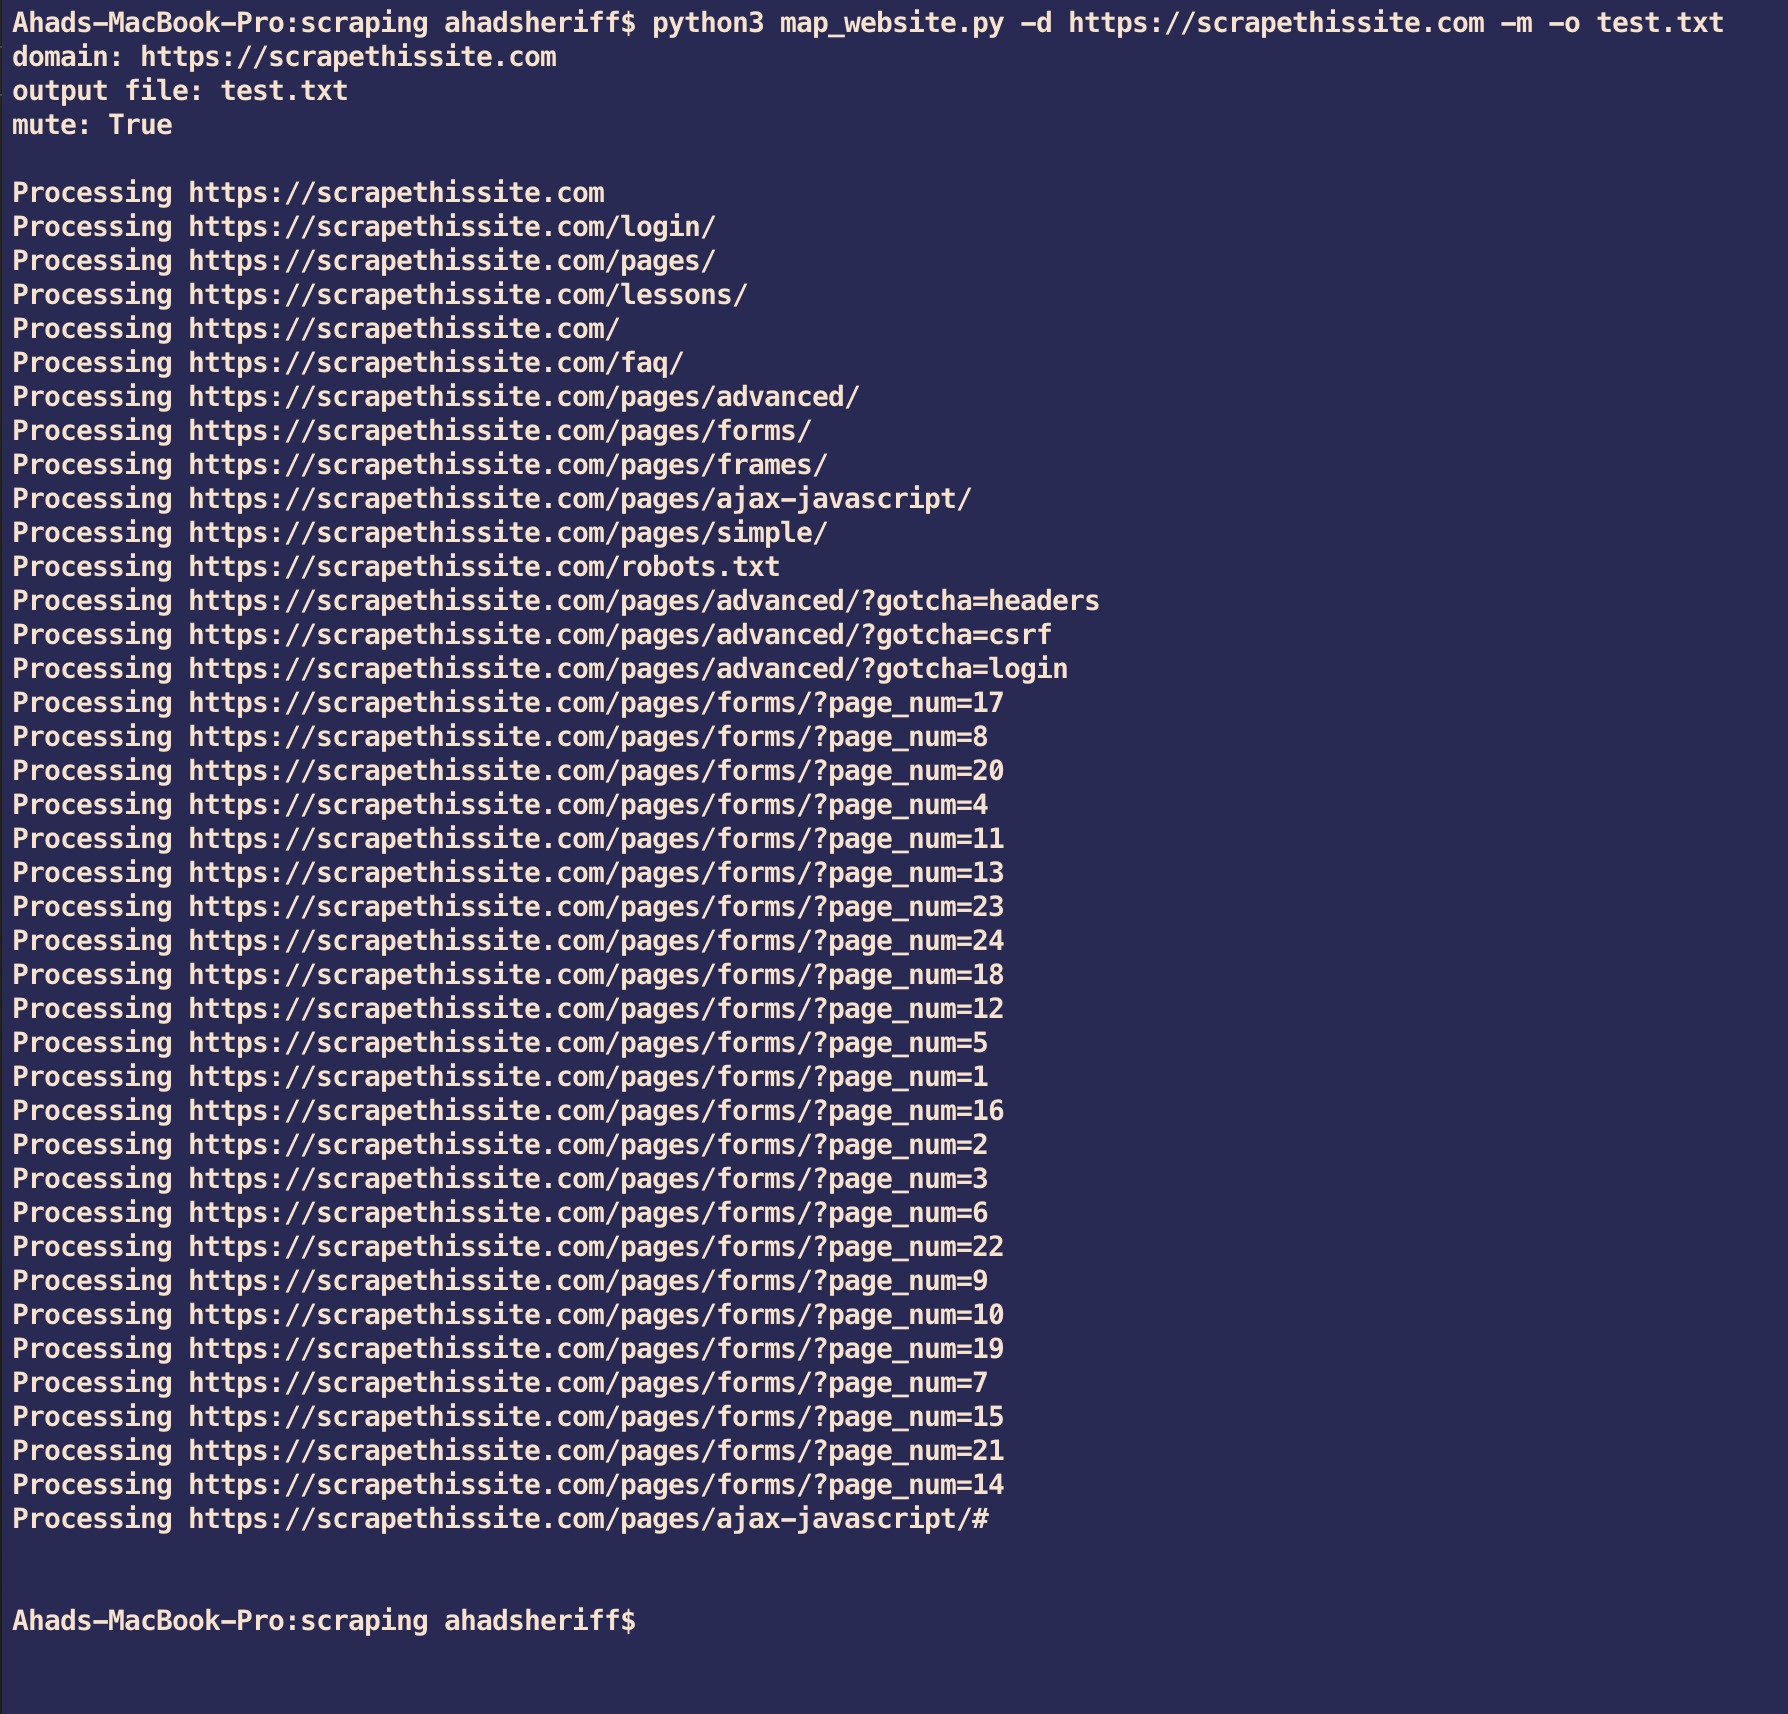 Ahads-MacBook-Pro:scraping ahadsheriff$ python3 map_website.py -d https://scrapethissite.com -m -o test.txt
domain: https://scrapethissite.com
output file: test.txt
mute: True
Processing https://scrapethissite.com
Processing https://scrapethissite.com/login/
Processing https://scrapethissite.com/pages/
Processing https://scrapethissite.com/lessons/
Processing https://scrapethissite.com/
Processing https://scrapethissite.com/faq/
Processing https://scrapethissite.com/pages/advanced/
Processing https://scrapethissite.com/pages/forms/
Processing https://scrapethissite.com/pages/frames/
Processing https://scrapethissite.com/pages/ajax-javascript/
Processing https://scrapethissite.com/pages/simple/
Processing https://scrapethissite.com/robots.txt
Processing https://scrapethissite.com/pages/advanced/?gotcha=headers
Processing https://scrapethissite.com/pages/advanced/?gotcha=csrf
Processing https://scrapethissite.com/pages/advanced/?gotcha=login
Processing https://scrapethissite.com/pages/forms/?page_num=17
Processing https://scrapethissite.com/pages/forms/?page_num=8
Processing https://scrapethissite.com/pages/forms/?page_num=20
Processing https://scrapethissite.com/pages/forms/?page_num=4
Processing https://scrapethissite.com/pages/forms/?page_num=11
Processing https://scrapethissite.com/pages/forms/?page_num=13
Processing https://scrapethissite.com/pages/forms/?page_num=23
Processing https://scrapethissite.com/pages/forms/?page_num=24
Processing https://scrapethissite.com/pages/forms/?page_num=18
Processing https://scrapethissite.com/pages/forms/?page_num=12
Processing https://scrapethissite.com/pages/forms/?page_num=5
Processing https://scrapethissite.com/pages/forms/?page_num=1
Processing https://scrapethissite.com/pages/forms/?page_num=16
Processing https://scrapethissite.com/pages/forms/?page_num=2
Processing https://scrapethissite.com/pages/forms/?page_num=3
Processing https://scrapethissite.com/pages/forms/?page_num=6
Processing https://scrapethissite.com/pages/forms/?page_num=22
Processing https://scrapethissite.com/pages/forms/?page_num=9
Processing https://scrapethissite.com/pages/forms/?page_num=10
Processing https://scrapethissite.com/pages/forms/?page_num=19
Processing https://scrapethissite.com/pages/forms/?page_num=7
Processing https://scrapethissite.com/pages/forms/?page_num=15
Processing https://scrapethissite.com/pages/forms/?page_num=21
Processing https://scrapethissite.com/pages/forms/?page_num=14
Processing https://scrapethissite.com/pages/ajax-javascript/#
Ahads-MacBook-Pro:scraping ahadsheriff$